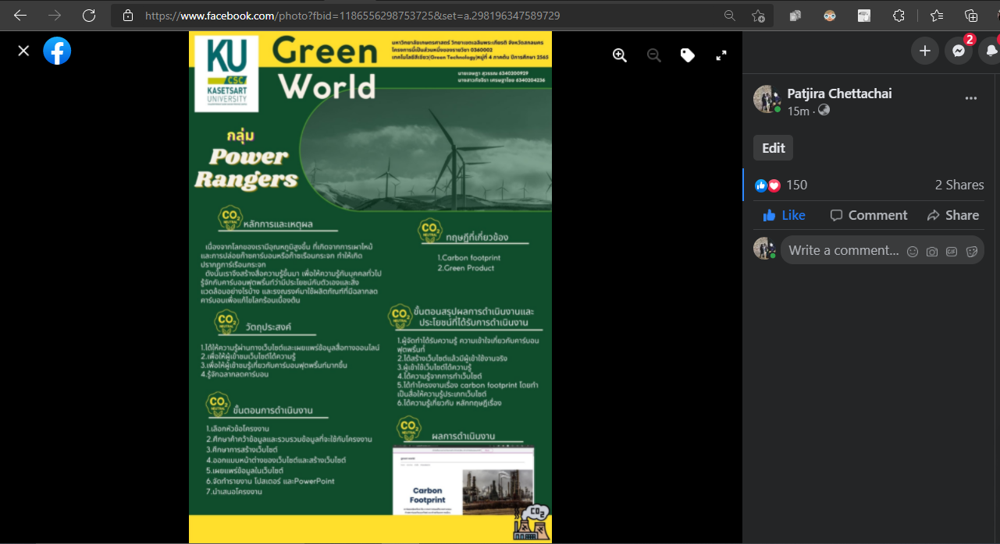 https://www.facebook.com/photo?fbid=1186556298753725&set=a.298196347589729
KU
CSC
KASETSART
UNIVERSITY
Green
World
มหาวิทยาลัยเกษตรศาสตร์ วิทยาเขตเฉลิมพระเกียรติ จังหวัดสกลนคร
โครงการนี้เป็นส่วนหนึ่งของรายวิชา 0360002
เทคโนโลยีสีเขียว(Green Technology)หมู่ที่ 4 ภาคต้น ปีการศึกษา 2565
นายเจษฎา สุวรรณ 6340200929
นางสาวภัจจิรา เศรษฐาไชย 6340204236
กลุ่ม
Power
Rangers
CO2
NEUTRAL
หลักการและเหตุผล
เนื่องจากโลกของเรามีอุณหภูมิสูงขึ้น ที่เกิดจากการเผาไหม้
และการปล่อยก๊าซคาร์บอนหรือก๊าซเรือนกระจก ทำให้เกิด
ปรากฏการ์เรือนกระจก
ดังนั้นเราจึงสร้างสื่อความรู้ขึ้นมา เพื่อให้ความรู้กับบุคคลทั่วไป
รู้จักกับคาร์บอนฟุตพริ้นท์ว่ามีประโยชน์กับตัวเองและสิ่ง
แวดล้อมอย่างไรบ้าง และรงณรงค์มาใช้ผลิตภัณฑ์ที่มีฉลากลด
คาร์บอนเพื่อแก้ไขโลกร้อนเบื้องต้น
CO2
NEUTRAL
วัตถุประสงค์
1.ได้ให้ความรู้ผ่านทางเว็บไซต์และเผยแพร่ข้อมูลสื่อทางออนไลน์
2.เพื่อให้ผู้เข้าชมเว็บไซต์ได้ความรู้
3.เพื่อให้ผู้เข้าชมรู้เกี่ยวกับคาร์บอนฟุตพริ้นท์มากขึ้น
4.รู้จักฉลากลดคาร์บอน
CO2
NEUTRAL
ขั้นตอนการดำเนินงาน
1.เลือกหัวข้อโครงงาน
2.ศึกษาค้าคว้าข้อมูลและรวบรวมข้อมูลที่จะใช้กับโครงงาน
3.ศึกษาการสร้างเว็บไซต์
4.ออกแบบหน้าต่างของเว็บไซต์และสร้างเว็บไซต์
5.เผยแพร่ข้อมูลในเว็บไซต์
6.จัดทำรายงาน โปสเตอร์ และPowerPoint
7.นำเสนอโครงงาน
CO2
NEUTRAL
ทฤษฎีที่เกี่ยวข้อง
1.Carbon footprint
2.Green Product
CO2
NEUTRAL
ขั้นตอนสรุปผลการดำเนินงานและ
ประโยชน์ที่ได้รับการดำเนินงาน
1.ผู้จัดทำได้รับความรู้ ความเข้าใจเกี่ยวกับคาร์บอน
ฟุตพริ้นท์
2.ได้สร้างเว็บไซต์แล้วมีผู้เข้าใช้งานจริง
3.ผู้เข้าใช้เว็บไซต์ได้ความรู้
4.ได้ความรู้จากการทำเว็บไซต์
5.ได้ทำโครงงานเรื่อง carbon footprint โดยทำ
เป็นสื่อให้ความรู้ประเภทเว็บไซต์
6.ได้ความรู้เกี่ยวกับ หลักทฤษฎีเรื่อง
CO2
NEUTRAL
ผลการดำเนินงาน
Carbon
Footprint
CO2
2
Patjira Chettachai
15m
Edit
150
2 Shares
Like
Comment
Share
Write a comment...
GIF